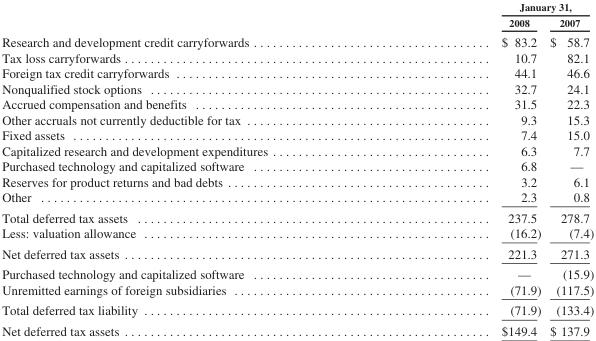 January 31,
2008 2007
Research and development credit carryforwards . . . . . . . . . . . . . . . . . . . . . . . . . . . . . . . . . . . . . $ 83.2 $ 58.7
Tax loss carryforwards . . . . . . . . . . . . . . . . . . . . . . . . . . . . . . . . . . . . . 10.7 82.1
Foreign tax credit carryforwards . . . . . . . . . . . . . . . . . . . . . . . . . . . . . . . . . . . . . 44.1 46.6
Nonqualified stock options . . . . . . . . . . . . . . . . . . . . . . . . . . . . . . . . . . . . . 32.7 24.1
Accrued compensation and benefits . . . . . . . . . . . . . . . . . . . . . . . . . . . . . . . . . . . . . 31.5 22.3
Other accruals not currently deductible for tax . . . . . . . . . . . . . . . . . . . . . . . . . . . . . . . . . . . . . 9.3 15.3
Fixed assets . . . . . . . . . . . . . . . . . . . . . . . . . . . . . . . . . . . . . 7.4 15.0
Capitalized research and development expenditures . . . . . . . . . . . . . . . . . . . . . . . . . . . . . . . . . . 6.3 7.7
Purchased technology and capitalized software . . . . . . . . . . . . . . . . . . . . . . . . . . . . . . . . . . . . . 6.8 —
Reserves for product returns and bad debts . . . . . . . . . . . . . . . . . . . . . . . . . . . . . . . . . . . . . 3.2 6.1
Other . . . . . . . . . . . . . . . . . . . . . . . . . . . . . . . . . . . . . 2.3 0.8
Total deferred tax assets . . . . . . . . . . . . . . . . . . . . . . . . . . . . . . . . . . . . . 237.5 278.7
Less: valuation allowance . . . . . . . . . . . . . . . . . . . . . . . . . . . . . . . . . . . . . (16.2) (7.4)
Net deferred tax assets . . . . . . . . . . . . . . . . . . . . . . . . . . . . . . . . . . . . . 221.3 271.3
Purchased technology and capitalized software . . . . . . . . . . . . . . . . . . . . . . . . . . . . . . . . . . . . . — (15.9)
Unremitted earnings of foreign subsidiaries . . . . . . . . . . . . . . . . . . . . . . . . . . . . . . . . . . . . . (71.9) (117.5)
Total deferred tax liability . . . . . . . . . . . . . . . . . . . . . . . . . . . . . . . . . . . . . (71.9) (133.4)
Net deferred tax assets . . . . . . . . . . . . . . . . . . . . . . . . . . . . . . . . . . . . . $149.4 $ 137.9